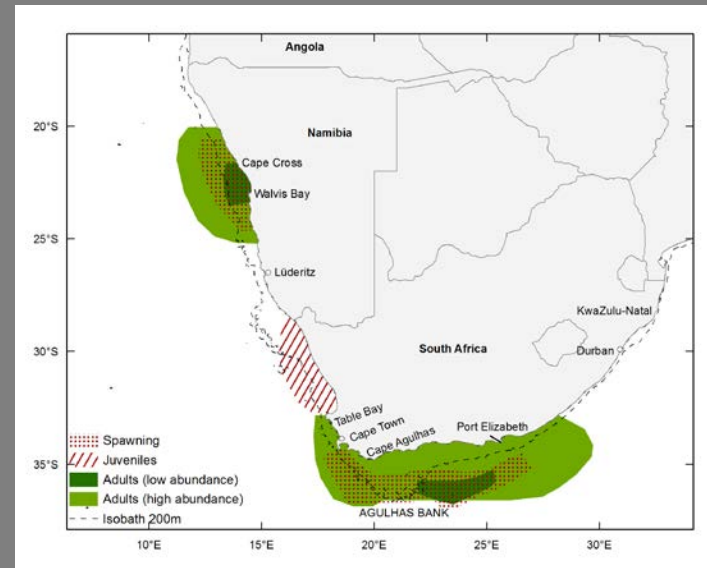 Angola
20°S
Namibia
Cape Cross
Walvis Bay
25°S
Lüderitz
KwaZulu-Natal
30°S
South Africa
Durban
Table Bay
Cape Town
Port Elizabeth
Cape Agulhas
35°S
AGULHAS BANK
Spawning
Juveniles
Adults (low abundance)
Adults (high abundance)
Isobath 200m
10°E
15°E
20°E
25°E
30°E